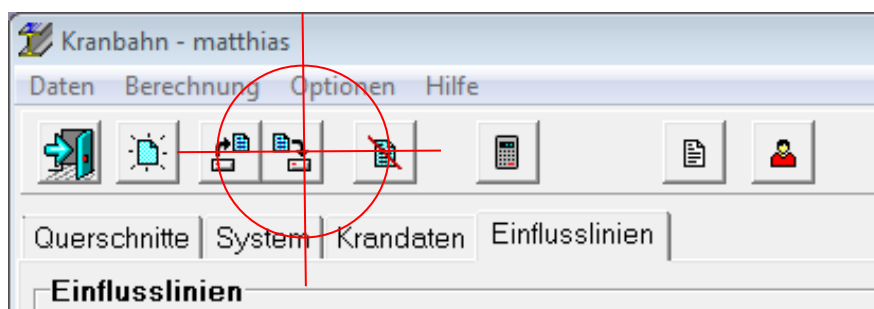 Kranbahn - matthias
Daten Berechnung Optionen Hilfe
Querschnitte System Krandaten Einflusslinien
Einflusslinien